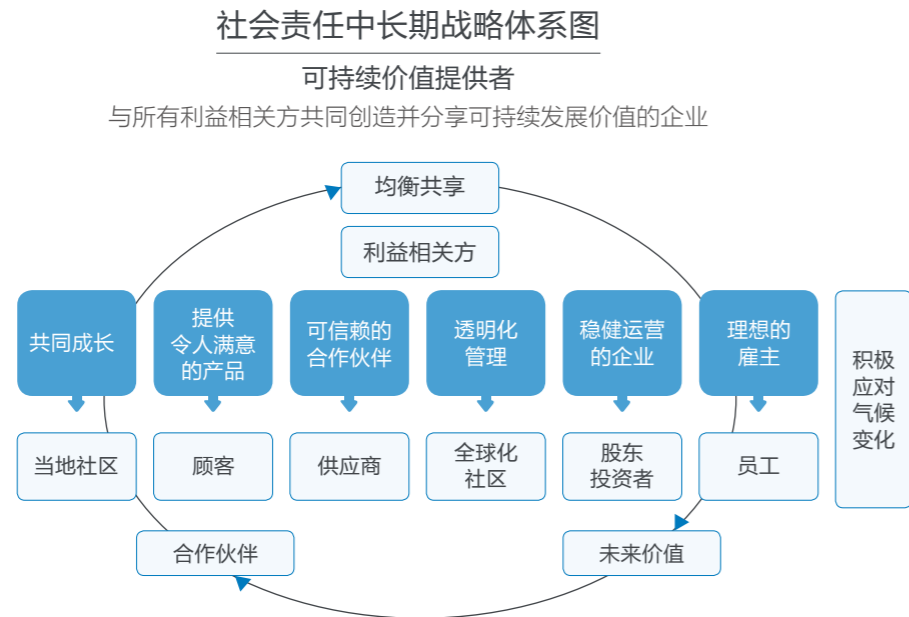 社会责任中长期战略体系图
可持续价值提供者
与所有利益相关方共同创造并分享可持续发展价值的企业
均衡共享
利益相关方
共同成长
提供
令人满意
的产品
可信赖的
合作伙伴
透明化
管理
稳健运营
的企业
理想的
雇主
积极
应对
气候
变化
当地社区
顾客
供应商
全球化
社区
股东
投资者
员工
合作伙伴
未来价值